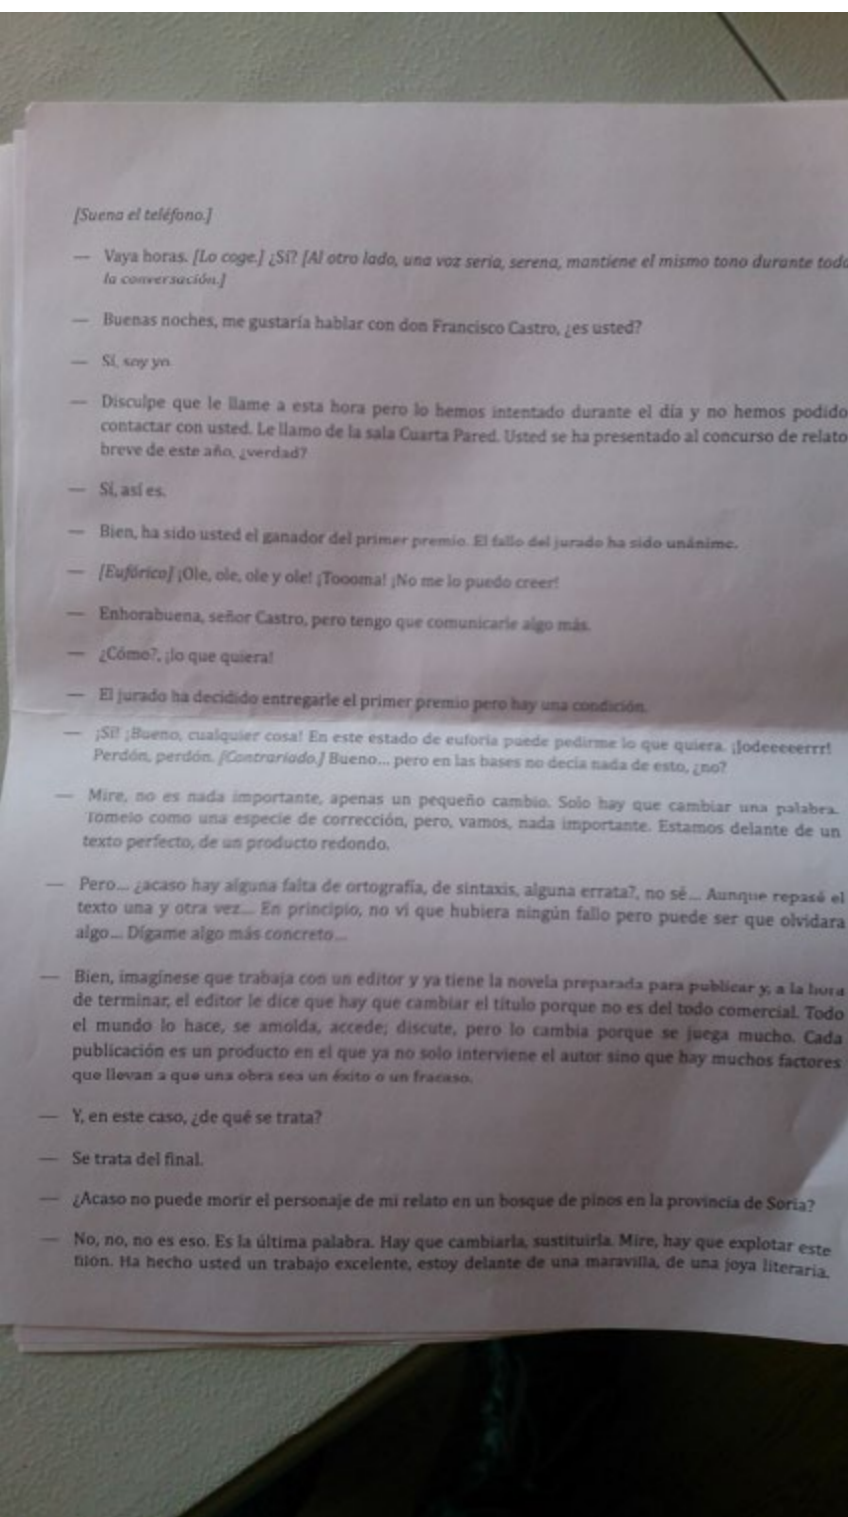 [Suena el teléfono.]
— Vaya horas. [Lo coge.] ¿Sí? [Al otro lado, una voz seria, serena, mantiene el mismo tono durante toda
la conversación.]
— Buenas noches, me gustaría hablar con don Francisco Castro, ¿es usted?
— Sí, soy yo.
— Disculpe que le llame a esta hora pero lo hemos intentado durante el día y no hemos podido
contactar con usted. Le llamo de la sala Cuarta Pared. Usted se ha presentado al concurso de relato
breve de este año, ¿verdad?
— Sí, así es.
— Bien, ha sido usted el ganador del primer premio. El fallo del jurado ha sido unánime.
— [Eufórico] ¡Ole, ole, ole y ole! ¡Toooma! ¡No me lo puedo creer!
— Enhorabuena, señor Castro, pero tengo que comunicarle algo más.
— ¿Cómo?, ¡lo que quiera!
— El jurado ha decidido entregarle el primer premio pero hay una condición.
— ¡Sí! ¡Bueno, cualquier cosa! En este estado de euforia puede pedirme lo que quiera. ¡Jodeeeeerrr!
Perdón, perdón. [Contrariado.] Bueno... pero en las bases no decía nada de esto, ¿no?
— Mire, no es nada importante, apenas un pequeño cambio. Solo hay que cambiar una palabra.
Tómelo como una especie de corrección, pero, vamos, nada importante. Estamos delante de un
texto perfecto, de un producto redondo.
— Pero... ¿acaso hay alguna falta de ortografía, de sintaxis, alguna errata?, no sé... Aunque repasé el
texto una y otra vez... En principio, no vi que hubiera ningún fallo pero puede ser que olvidara
algo... Dígame algo más concreto...
— Bien, imagínese que trabaja con un editor y ya tiene la novela preparada para publicar y, a la hora
de terminar, el editor le dice que hay que cambiar el título porque no es del todo comercial. Todo
el mundo lo hace, se amolda, accede; discute, pero lo cambia porque se juega mucho. Cada
publicación es un producto en el que ya no solo interviene el autor sino que hay muchos factores
que llevan a que una obra sea un éxito o un fracaso.
— Y, en este caso, ¿de qué se trata?
— Se trata del final.
— ¿Acaso no puede morir el personaje de mi relato en un bosque de pinos en la provincia de Soria?
— No, no, no es eso. Es la última palabra. Hay que cambiarla, sustituirla. Mire, hay que explotar este
filón. Ha hecho usted un trabajo excelente, estoy delante de una maravilla, de una joya literaria,